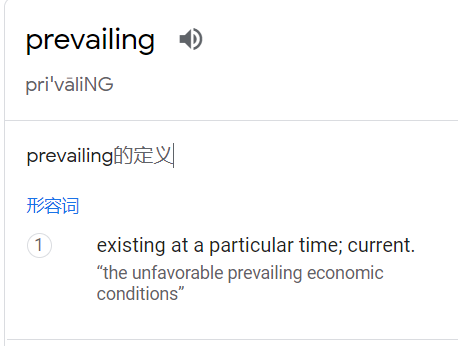 prevailing
priˈvāliNG
prevailing的定义
形容词
1 existing at a particular time; current.
“the unfavorable prevailing economic
conditions”